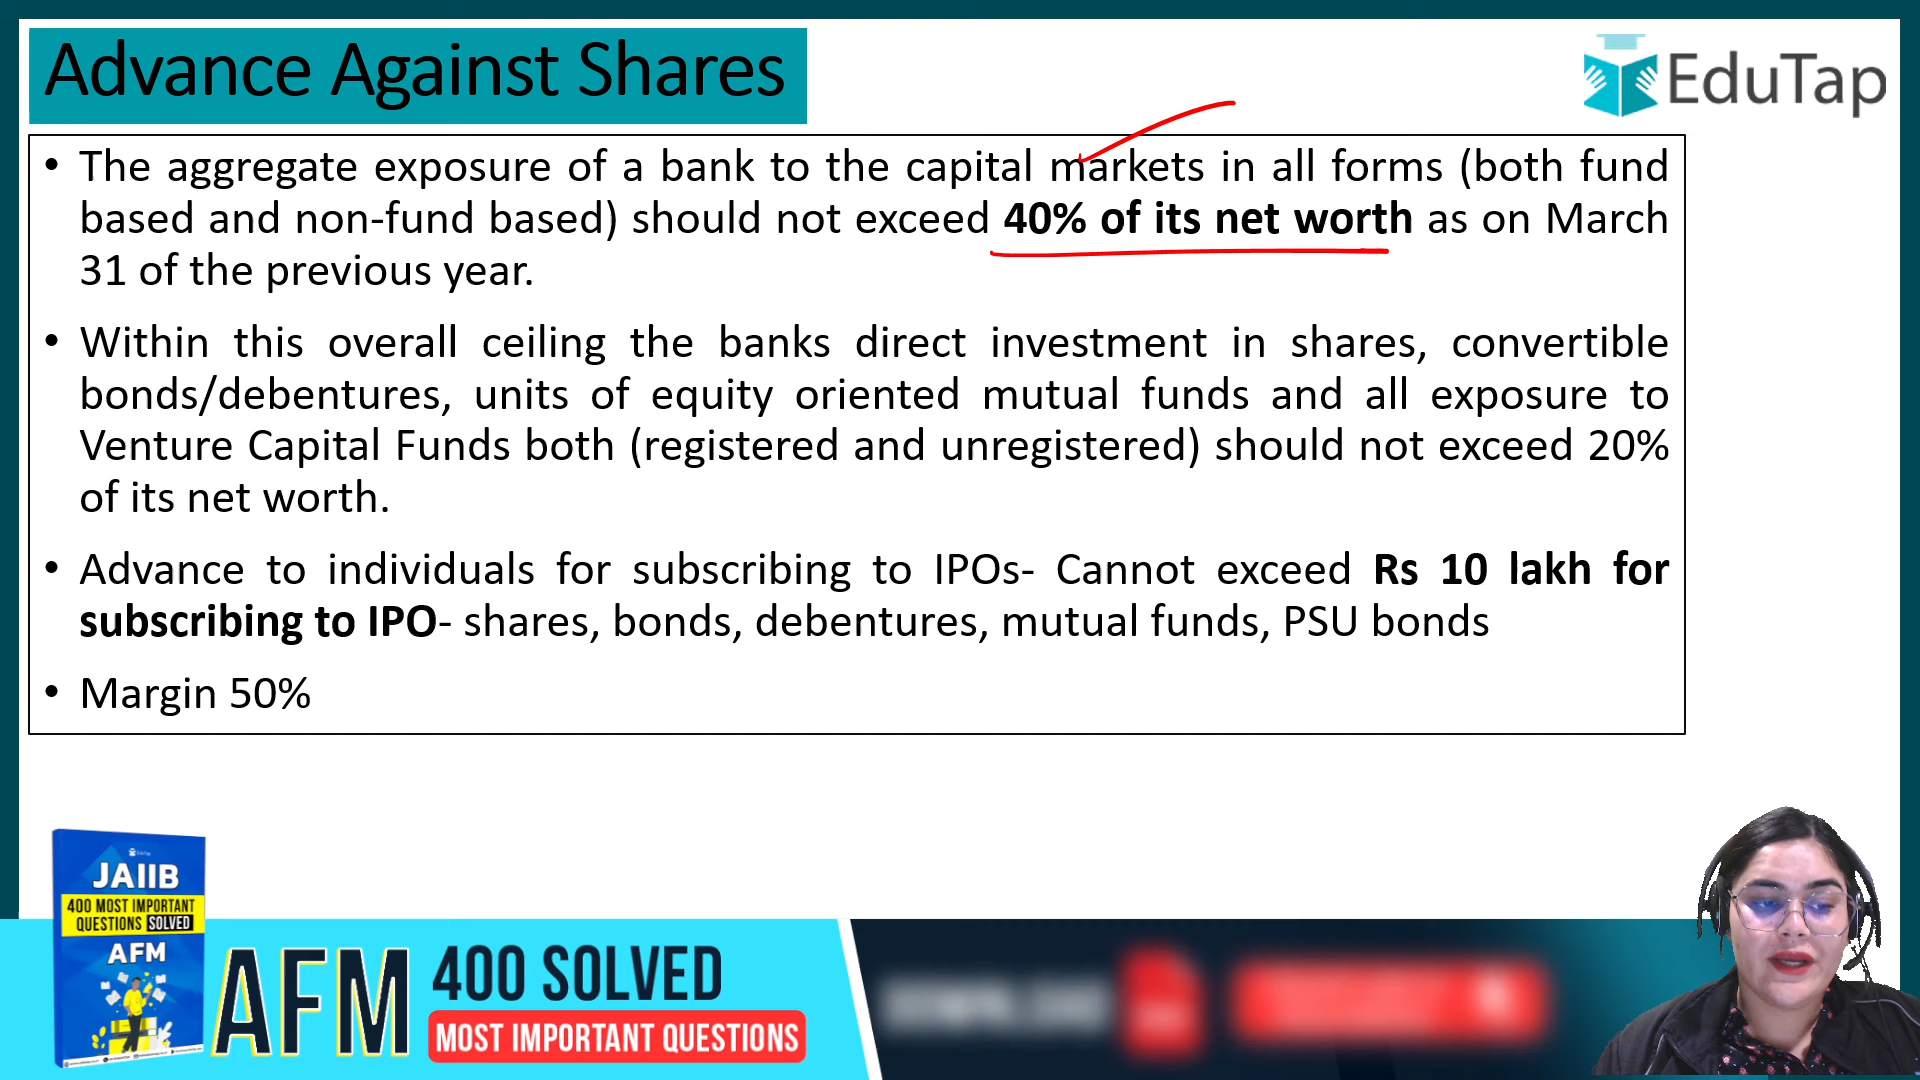 Advance Against Shares
EduTap
• The aggregate exposure of a bank to the capital markets in all forms (both fund
based and non-fund based) should not exceed 40% of its net worth as on March
31 of the previous year.
• Within this overall ceiling the banks direct investment in shares, convertible
bonds/debentures, units of equity oriented mutual funds and all exposure to
Venture Capital Funds both (registered and unregistered) should not exceed 20%
of its net worth.
• Advance to individuals for subscribing to IPOs- Cannot exceed Rs 10 lakh for
subscribing to IPO- shares, bonds, debentures, mutual funds, PSU bonds
• Margin 50%
EduTap
JAIIB
400 MOST IMPORTANT
QUESTIONS SOLVED
AFM
AFM
400 SOLVED
MOST IMPORTANT QUESTIONS